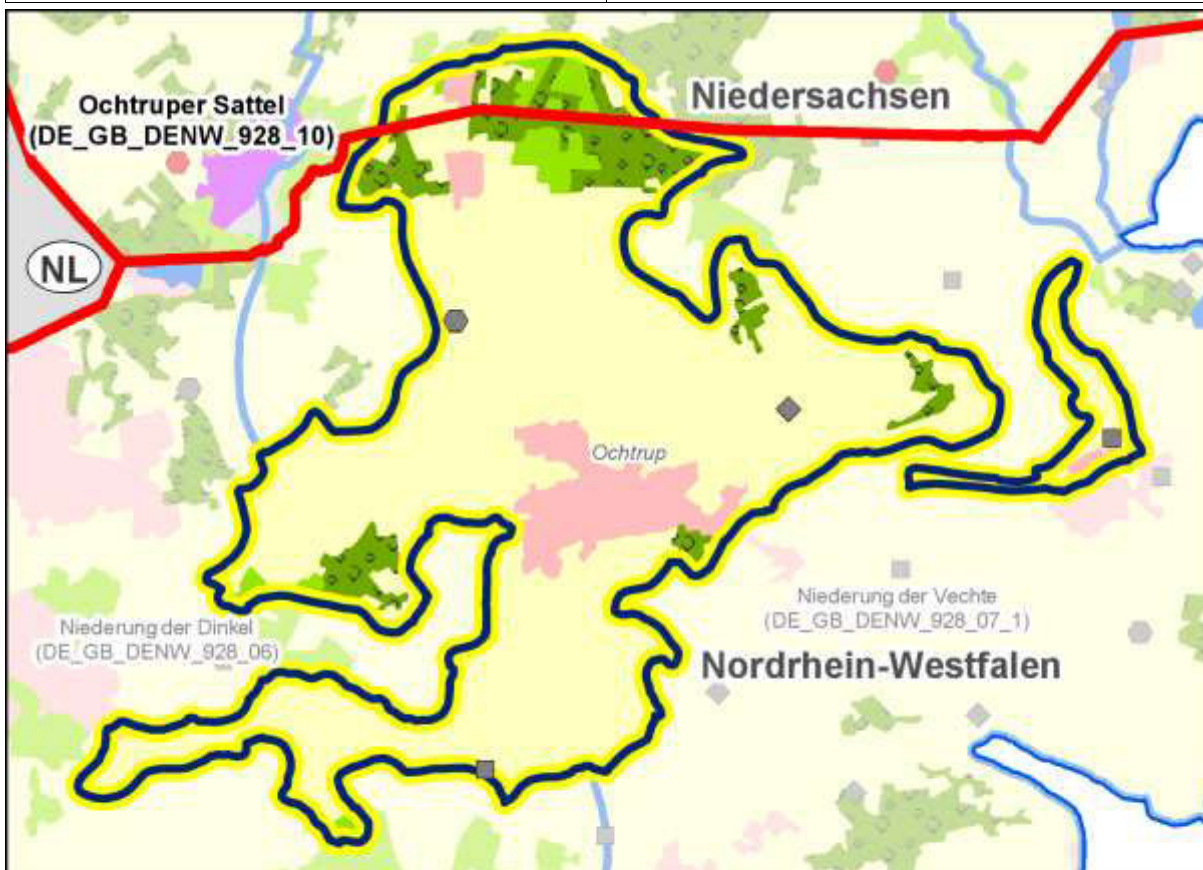 Ochtruper Sattel
(DE_GB_DENW_928_10)
Niedersachsen
NL
Ochtrup
Niederung der Dinkel
(DE_GB_DENW_928_06)
Niederung der Vechte
(DE_GB_DENW_928_07_1)
Nordrhein-Westfalen